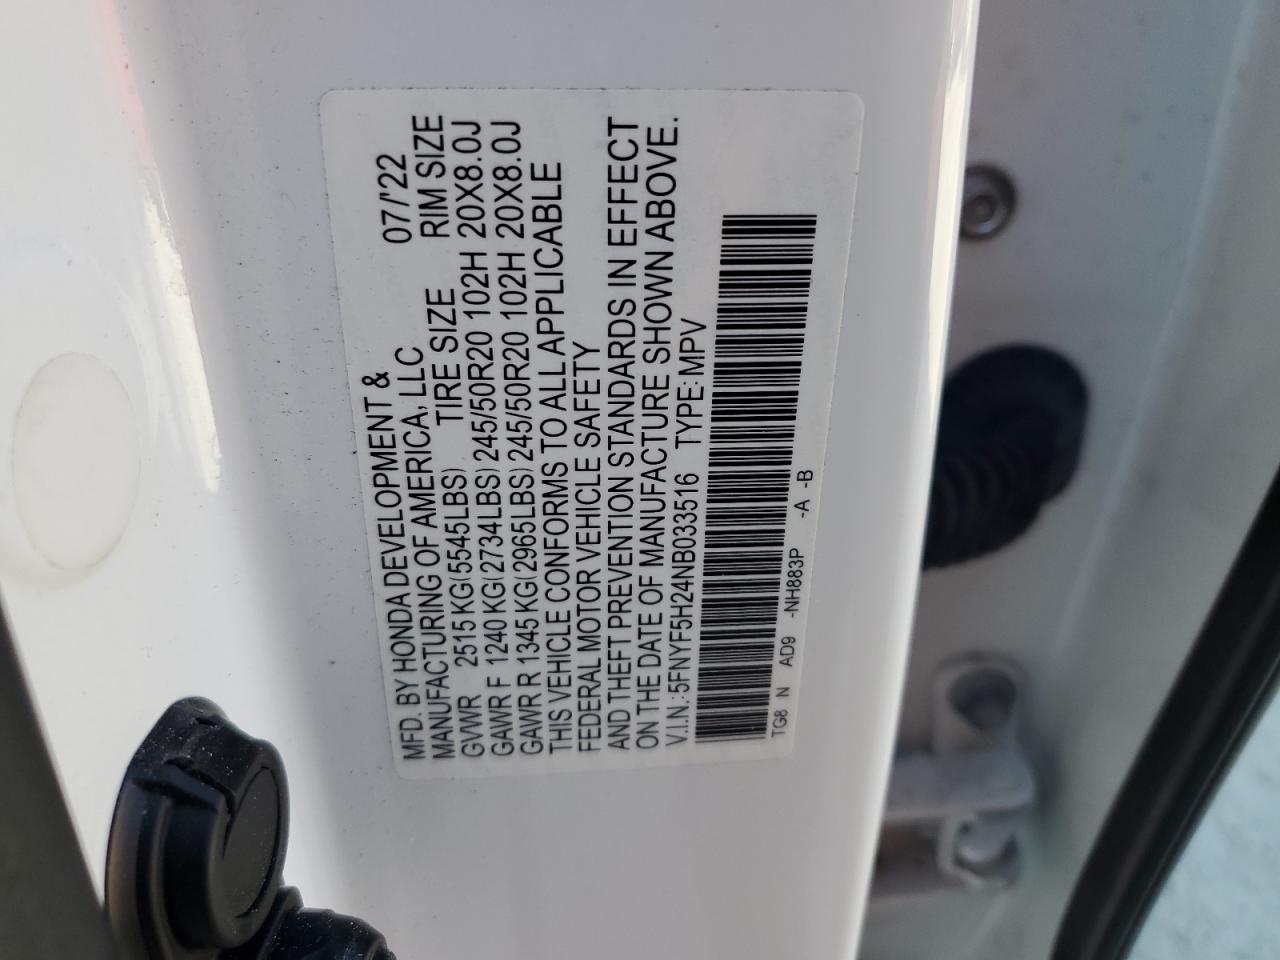 MFD. BY HONDA DEVELOPMENT &
MANUFACTURING OF AMERICA, LLC 07/'22
TIRE SIZE RIM SIZE
GVWR 2515 KG(5545LBS)
GAWR F 1240 KG(2734LBS) 245/50R20 102H 20X8.0J
GAWR R 1345 KG(2965LBS) 245/50R20 102H 20X8.0J
THIS VEHICLE CONFORMS TO ALL APPLICABLE
FEDERAL MOTOR VEHICLE SAFETY
AND THEFT PREVENTION STANDARDS IN EFFECT
ON THE DATE OF MANUFACTURE SHOWN ABOVE.
V.I.N.:5FNYF5H24NB033516 TYPE:MPV
TG8 N AD9 -NH883P -A -B